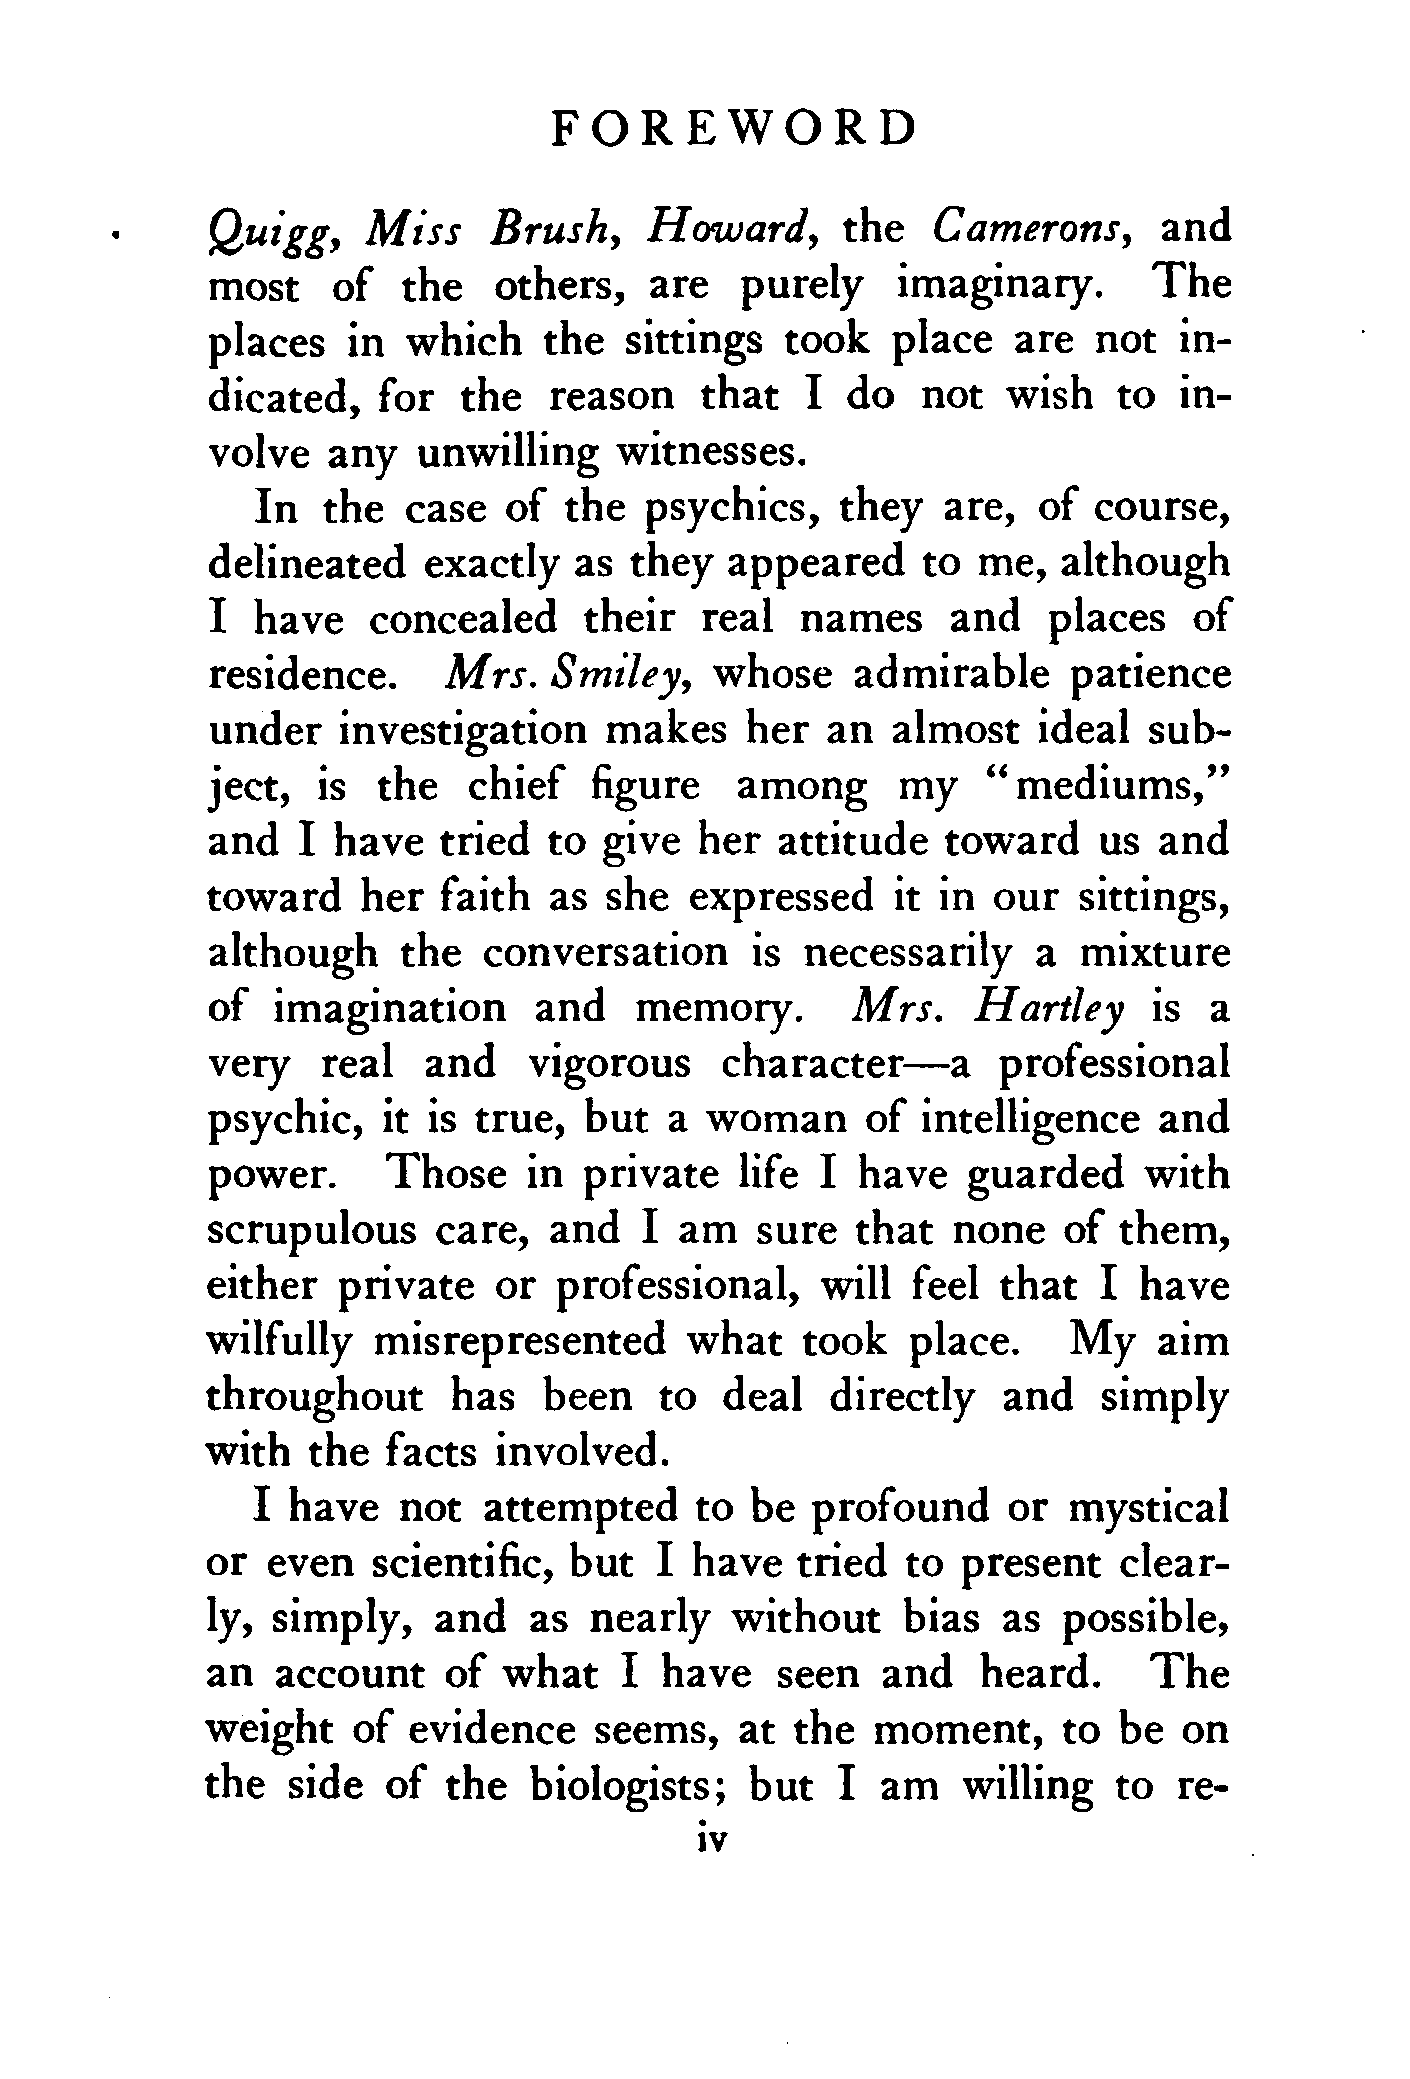 FOREWORD
Quigg, Miss Brush, Howard, the Camerons, and
most of the others, are purely imaginary. The
places in which the sittings took place are not in-
dicated, for the reason that I do not wish to in-
volve any unwilling witnesses.
In the case of the psychics, they are, of course,
delineated exactly as they appeared to me, although
I have concealed their real names and places of
residence. Mrs. Smiley, whose admirable patience
under investigation makes her an almost ideal sub-
ject, is the chief figure among my “mediums,”
and I have tried to give her attitude toward us and
toward her faith as she expressed it in our sittings,
although the conversation is necessarily a mixture
of imagination and memory. Mrs. Hartley is a
very real and vigorous character—a professional
psychic, it is true, but a woman of intelligence and
power. Those in private life I have guarded with
scrupulous care, and I am sure that none of them,
either private or professional, will feel that I have
wilfully misrepresented what took place. My aim
throughout has been to deal directly and simply
with the facts involved.
I have not attempted to be profound or mystical
or even scientific, but I have tried to present clear-
ly, simply, and as nearly without bias as possible,
an account of what I have seen and heard. The
weight of evidence seems, at the moment, to be on
the side of the biologists; but I am willing to re-
iv